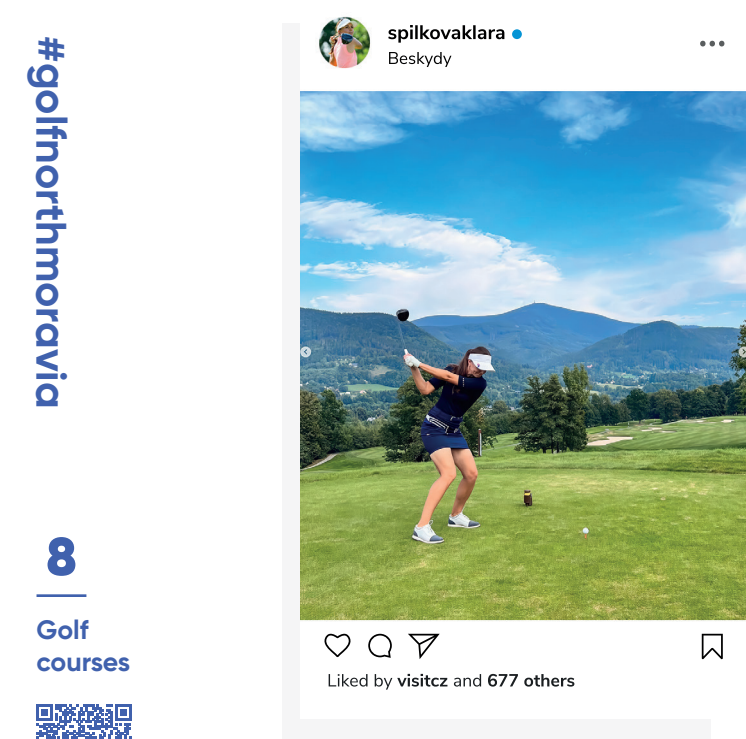 #golfnorthmoravia
8
Golf
courses
spilkovaklara
Beskydy
Liked by visitcz and 677 others